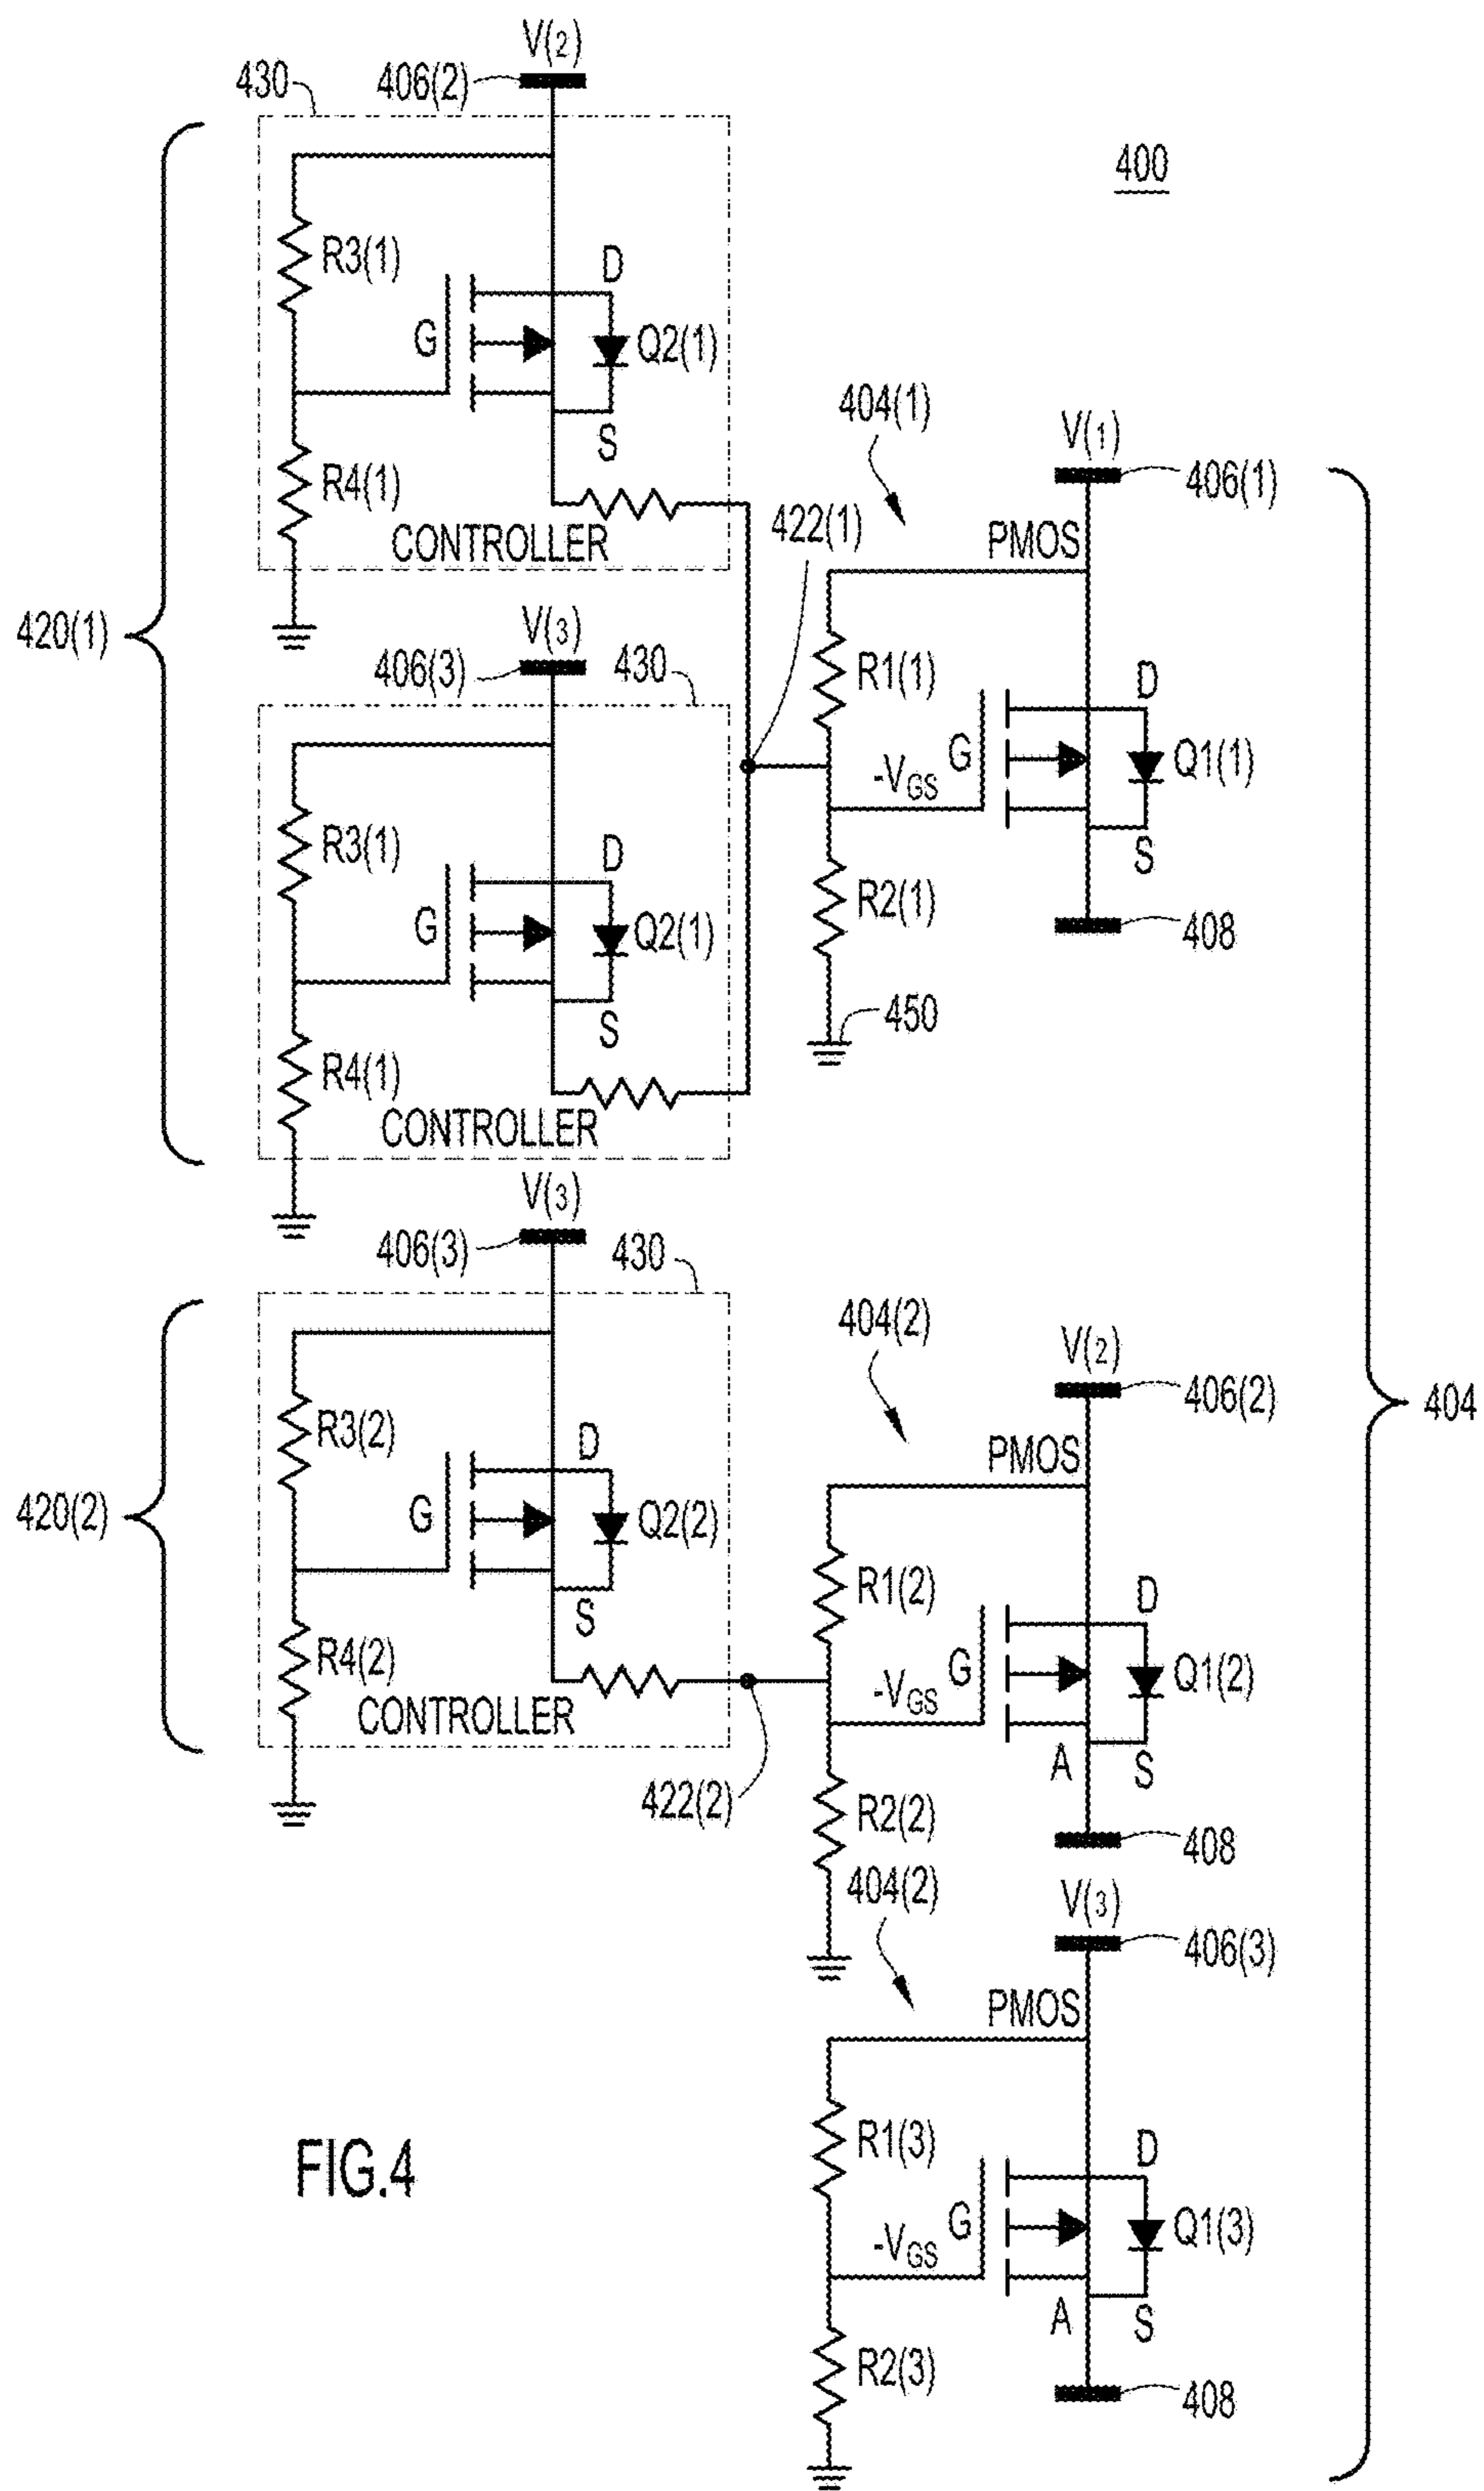 V(2)
430
406(2)
400
R3(1)
D
G
Q2(1)
404(1)
S
V(1)
R4(1)
422(1)
406(1)
CONTROLLER
PMOS
420(1)
V(3)
406(3)
430
R1(1)
D
R3(1)
G
Q1(1)
-VGS
D
S
G
Q2(1)
R2(1)
408
S
450
R4(1)
CONTROLLER
V(3)
406(3)
430
404(2)
V(2)
406(2)
404
R3(2)
D
PMOS
420(2)
G
Q2(2)
R1(2)
D
S
R4(2)
G
Q1(2)
-VGS
CONTROLLER
A
S
422(2)
R2(2)
408
404(2)
V(3)
406(3)
PMOS
FIG.4
R1(3)
D
G
Q1(3)
-VGS
A
S
R2(3)
408